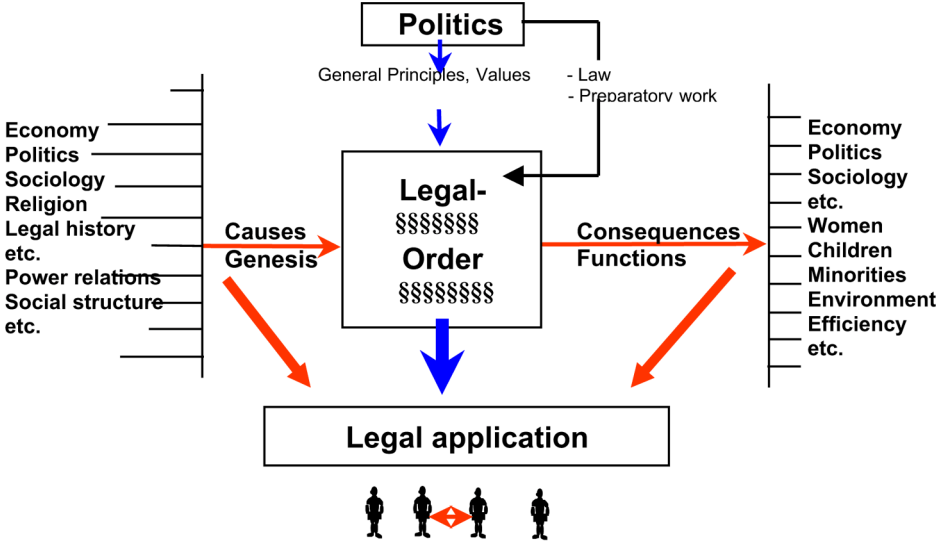 Politics
General Principles, Values
- Law
- Preparatory work
Economy
Politics
Sociology
Religion
Legal history
etc.
Power relations
Social structure
etc.
Causes
Genesis
Legal-
§§§§§§§
Order
§§§§§§§§
Consequences
Functions
Economy
Politics
Sociology
etc.
Women
Children
Minorities
Environment
Efficiency
etc.
Legal application